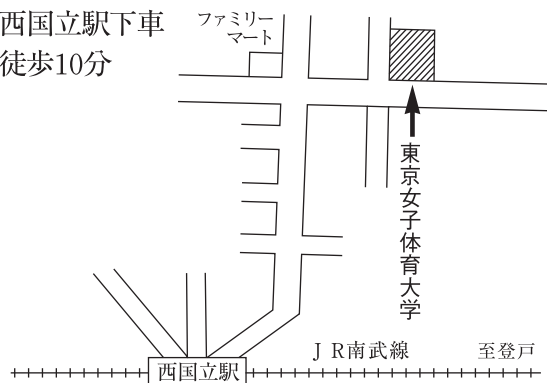 西国立駅下車
徒歩10分
ファミリー
マート
東京女子体育大学
JR南武線
至登戸
西国立駅